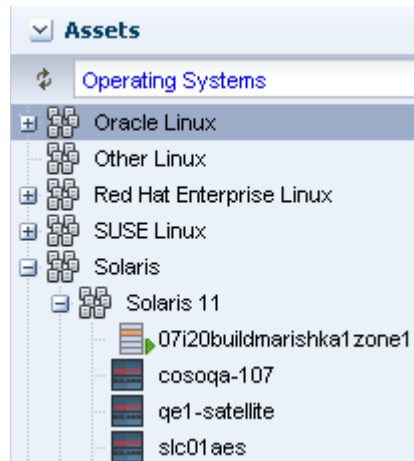 Assets
Operating Systems
Oracle Linux
Other Linux
Red Hat Enterprise Linux
SUSE Linux
Solaris
Solaris 11
07i20buildmarishka1zone1
cosoqa-107
qe1-satellite
slc01aes